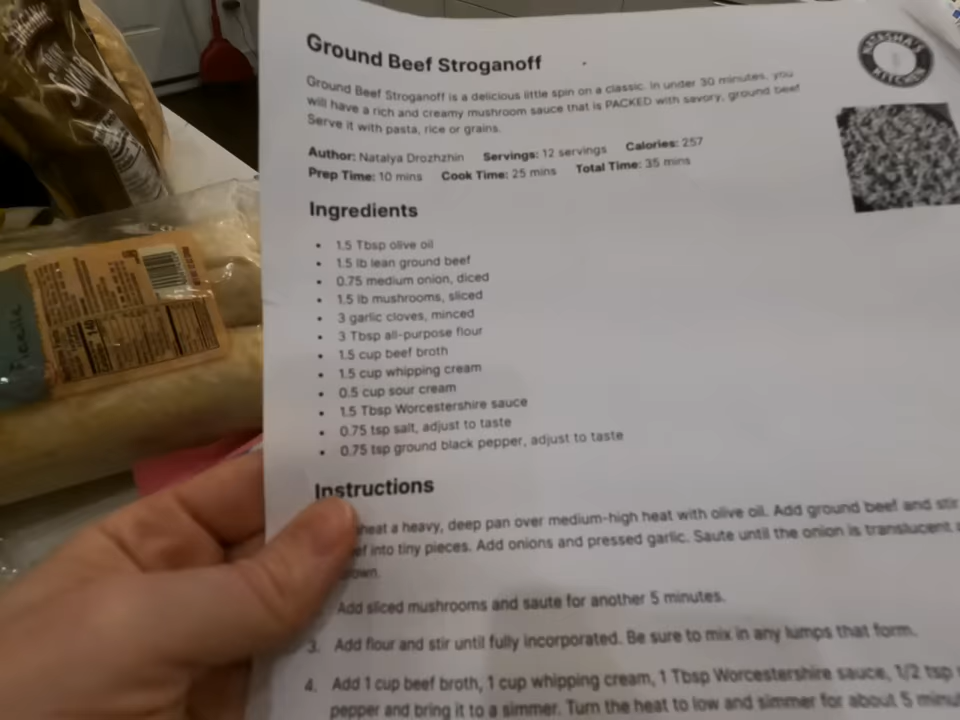 Ground Beef Stroganoff
NATASHA'S
KITCHEN
Ground Beef Stroganoff is a delicious little spin on a classic. In under 30 minutes, you
will have a rich and creamy mushroom sauce that is PACKED with savory, ground beef
Serve it with pasta, rice or grains.
Author: Natalya Drozhzhin Servings: 12 servings Calories: 257
Prep Time: 10 mins Cook Time: 25 mins Total Time: 35 mins
Ingredients
• 1.5 Tbsp olive oil
• 1.5 lb lean ground beef
• 0.75 medium onion, diced
• 1.5 lb mushrooms, sliced
• 3 garlic cloves, minced
• 3 Tbsp all-purpose flour
• 1.5 cup beef broth
• 1.5 cup whipping cream
• 0.5 cup sour cream
• 1.5 Tbsp Worcestershire sauce
• 0.75 tsp salt, adjust to taste
• 0.75 tsp ground black pepper, adjust to taste
Instructions
heat a heavy, deep pan over medium-high heat with olive oil. Add ground beef and stir
ef into tiny pieces. Add onions and pressed garlic. Saute until the onion is translucent
own.
Add sliced mushrooms and saute for another 5 minutes.
3. Add flour and stir until fully incorporated. Be sure to mix in any lumps that form.
4. Add 1 cup beef broth, 1 cup whipping cream, 1 Tbsp Worcestershire sauce, 1/2 tsp
pepper and bring it to a simmer. Turn the heat to low and simmer for about 5 minu
Ficelle
140